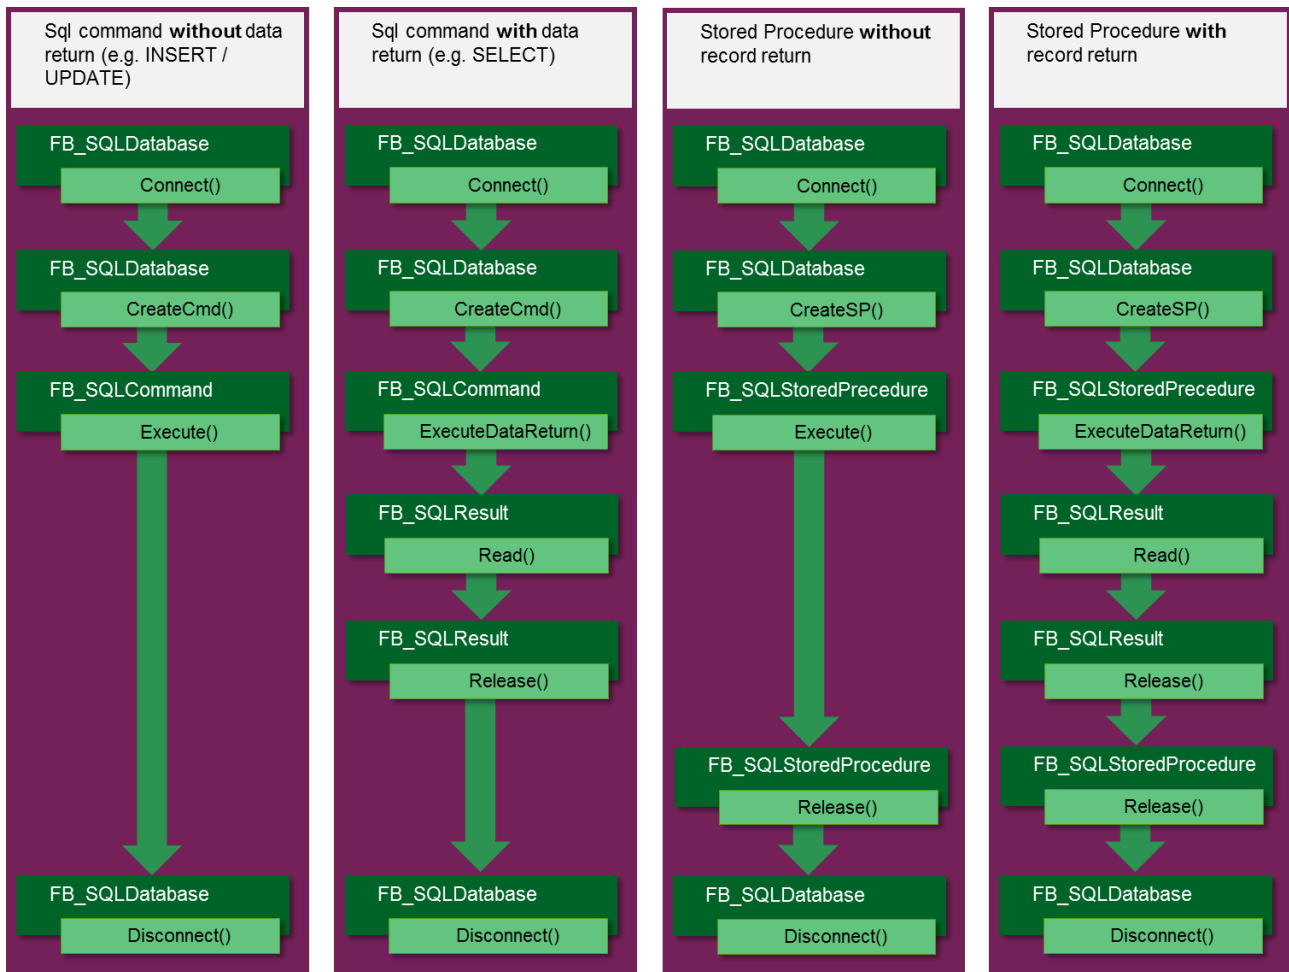 Sql command without data
return (e.g. INSERT /
UPDATE)
FB_SQLDatabase
Connect()
FB_SQLDatabase
CreateCmd()
FB_SQLCommand
Execute()
FB_SQLDatabase
Disconnect()
Sql command with data
return (e.g. SELECT)
FB_SQLDatabase
Connect()
FB_SQLDatabase
CreateCmd()
FB_SQLCommand
ExecuteDataReturn()
FB_SQLResult
Read()
FB_SQLResult
Release()
FB_SQLDatabase
Disconnect()
Stored Procedure without
record return
FB_SQLDatabase
Connect()
FB_SQLDatabase
CreateSP()
FB_SQLStoredPrecedure
Execute()
FB_SQLStoredProcedure
Release()
FB_SQLDatabase
Disconnect()
Stored Procedure with
record return
FB_SQLDatabase
Connect()
FB_SQLDatabase
CreateSP()
FB_SQLStoredPrecedure
ExecuteDataReturn()
FB_SQLResult
Read()
FB_SQLResult
Release()
FB_SQLStoredProcedure
Release()
FB_SQLDatabase
Disconnect()